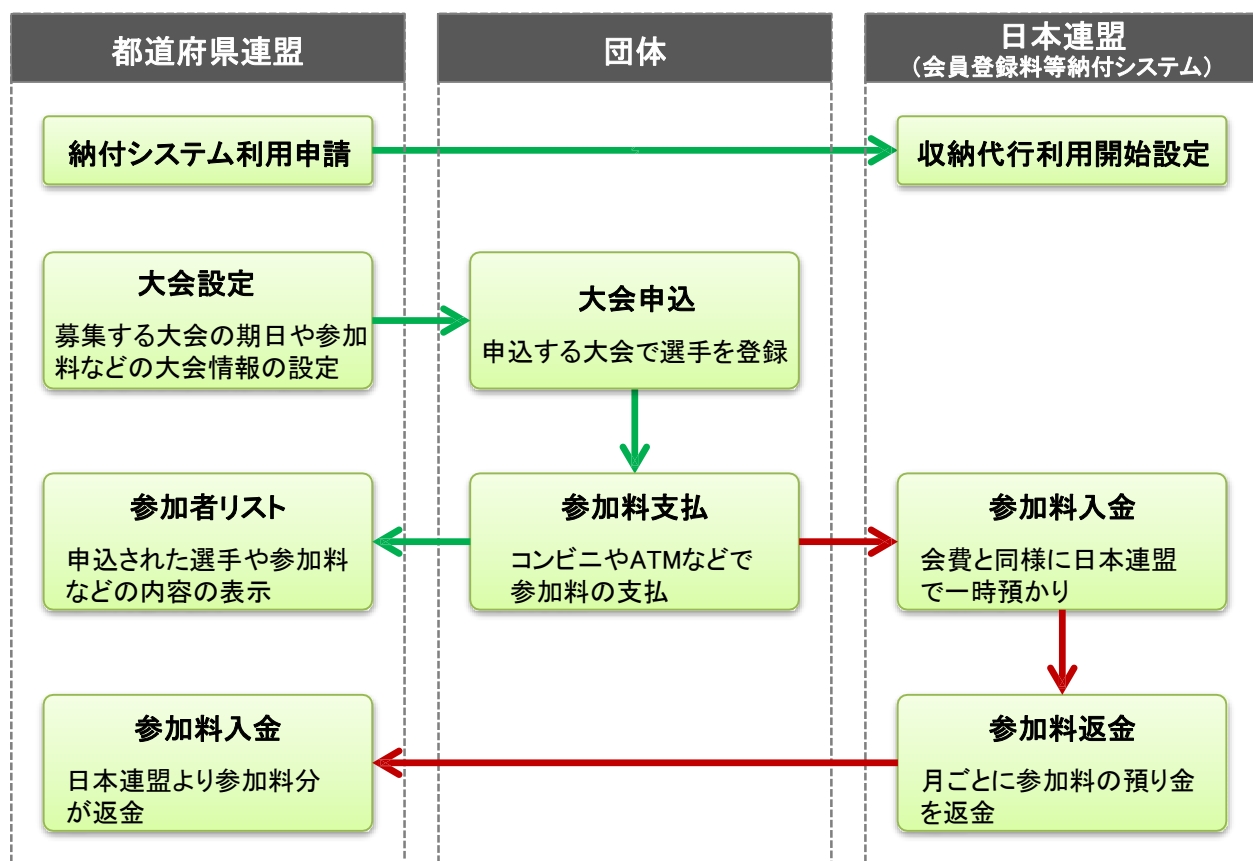 都道府県連盟
団体
日本連盟
（会員登録料等納付システム）
納付システム利用申請
収納代行利用開始設定
大会設定
募集する大会の期日や参加
料などの大会情報の設定
大会申込
申込する大会で選手を登録
参加者リスト
申込された選手や参加料
などの内容の表示
参加料支払
コンビニやATMなどで
参加料の支払
参加料入金
会費と同様に日本連盟
で一時預かり
参加料入金
日本連盟より参加料分
が返金
参加料返金
月ごとに参加料の預り金
を返金